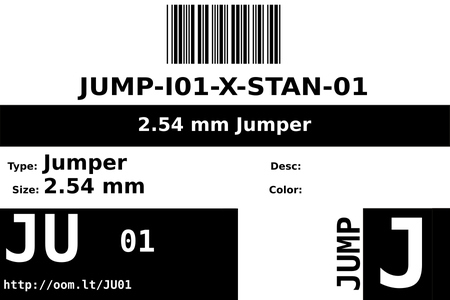 JUMP-I01-X-STAN-01
2.54 mm Jumper
Type: Jumper
Desc:
Size: 2.54 mm
Color:
JU 01
http://oom.lt/JU01
JUMP
J